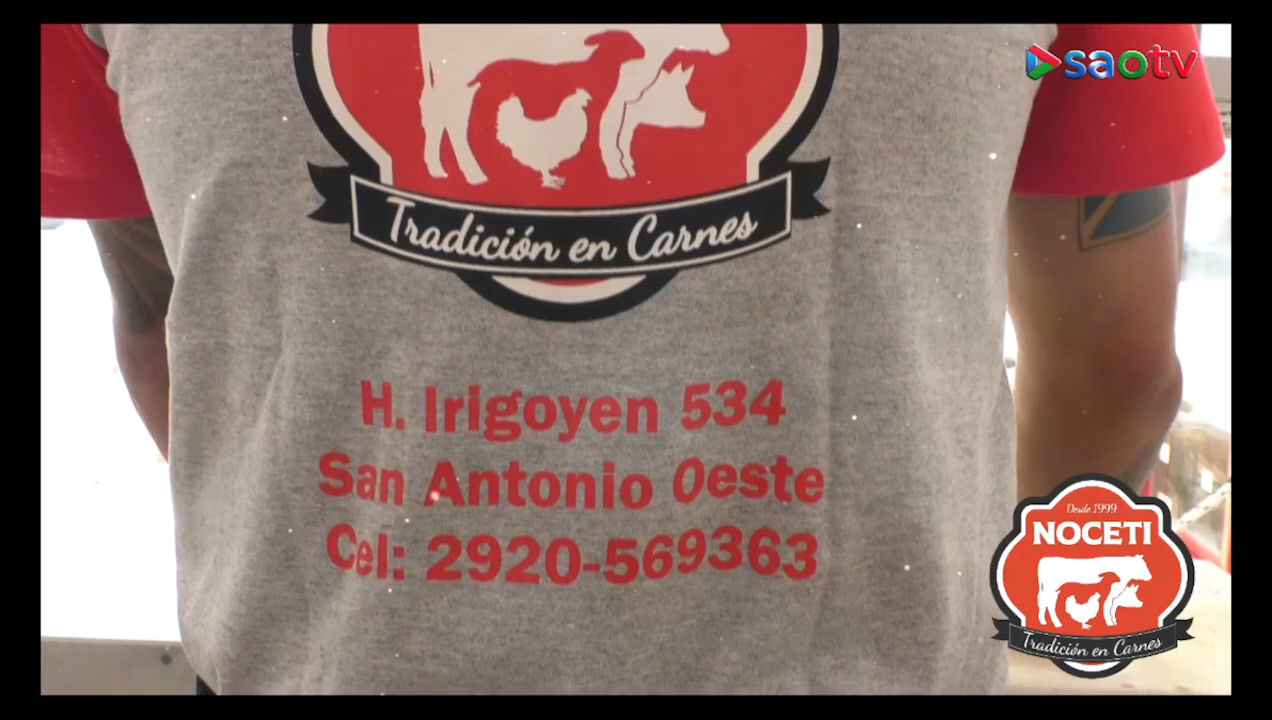 saotv
Tradición en Carnes
H. Irigoyen 534
San Antonio Oeste
Cel: 2920-569363
Desde 1999
NOCETI
Tradición en Carnes